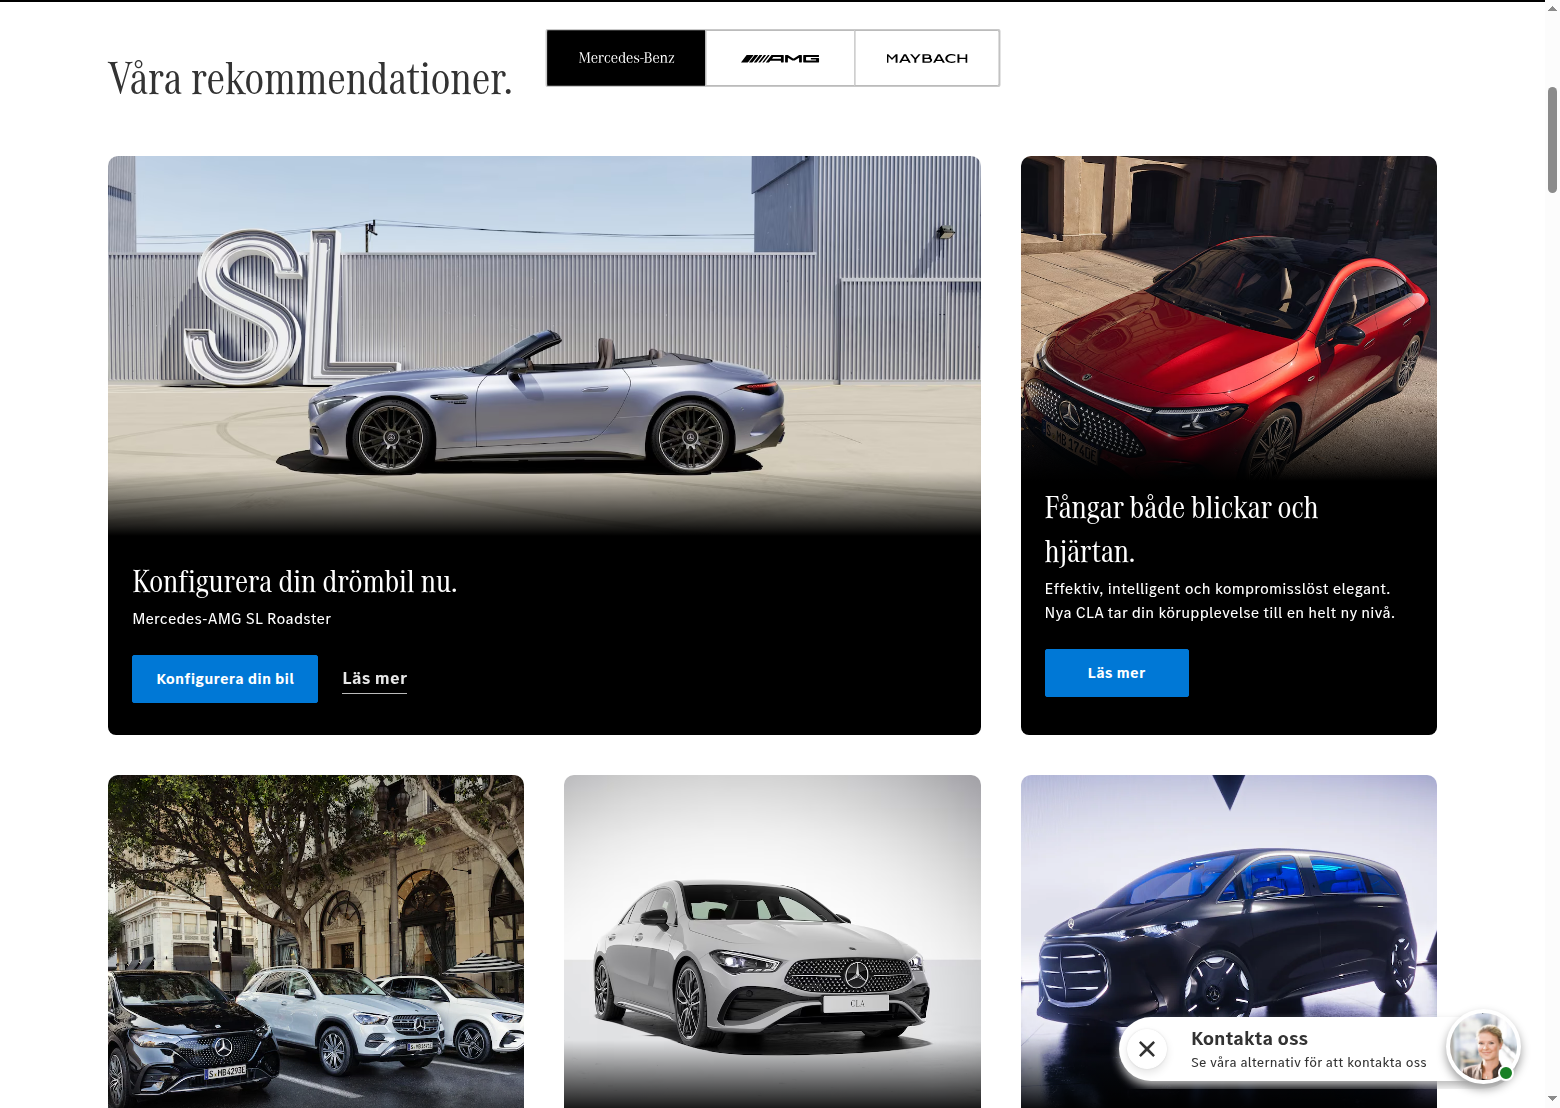 Våra rekommendationer.
Mercedes-Benz
AMG
MAYBACH
SL
Konfigurera din drömbil nu.
Mercedes-AMG SL Roadster
Konfigurera din bil
Läs mer
Fångar både blickar och
hjärtan.
Effektiv, intelligent och kompromisslöst elegant.
Nya CLA tar din körupplevelse till en helt ny nivå.
Läs mer
CLA
Kontakta oss
Se våra alternativ för att kontakta oss